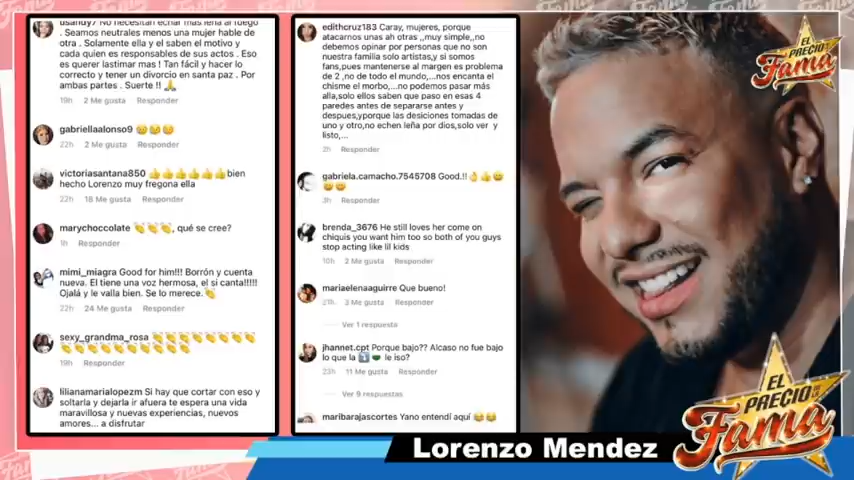 usandy7 No necesitan echar mas leña al fuego
. Seamos neutrales menos una mujer hable de
otra . Solamente ella y el saben el motivo y
cada quien es responsables de sus actos . Eso
es querer lastimar mas ! Tan fácil y hacer lo
correcto y tener un divorcio en santa paz . Por
ambas partes . Suerte !! 🙏
19h 2 Me gusta Responder
gabriellaalonso9
22h 2 Me gusta Responder
victoriasantana850 👍👍👍👍👍👍bien
hecho Lorenzo muy fregona ella
22h 18 Me gusta Responder
marychoccolate 👏👏👏, qué se cree?
1h Responder
mimi_miagra Good for him!!! Borrón y cuenta
nueva. El tiene una voz hermosa, el si canta!!!!!
Ojalá y le valla bien. Se lo merece.👏
22h 24 Me gusta Responder
sexy_grandma_rosa
19h Responder
lilianamarialopezm Si hay que cortar con eso y
soltarla y dejarla ir afuera te espera una vida
maravillosa y nuevas experiencias, nuevos
amores... a disfrutar
edithcruz183 Caray, mujeres, porque
atacarnos unas ah otras ,,muy simple,,no
debemos opinar por personas que no son
nuestra familia solo artistas,y si somos
fans,pues mantenerse al margen es problema
de 2 ,no de todo el mundo,...nos encanta el
chisme el morbo,...no podemos pasar más
alla,solo ellos saben que paso en esas 4
paredes antes de separarse antes y
despues,yporque las desiciones tomadas de
uno y otro,no echen leña por dios,solo ver y
listo,...
2h Responder
gabriela.camacho.7545708 Good.!!👌👍😄
😄😄
3h Responder
brenda_3676 He still loves her come on
chiquis you want him too so both of you guys
stop acting like lil kids
10h 2 Me gusta Responder
mariaelenaaguirre Que bueno!
21h 3 Me gusta Responder
Ver 1 respuesta
jhannet.cpt Porque bajo?? Alcaso no fue bajo
lo que la le iso?
23h 11 Me gusta Responder
Ver 9 respuestas
maribarajascortes Yano entendí aquí 😂😂
EL
PRECIO
DE LA
Fama
EL
PRECIO
DE LA
Fama
Lorenzo Mendez